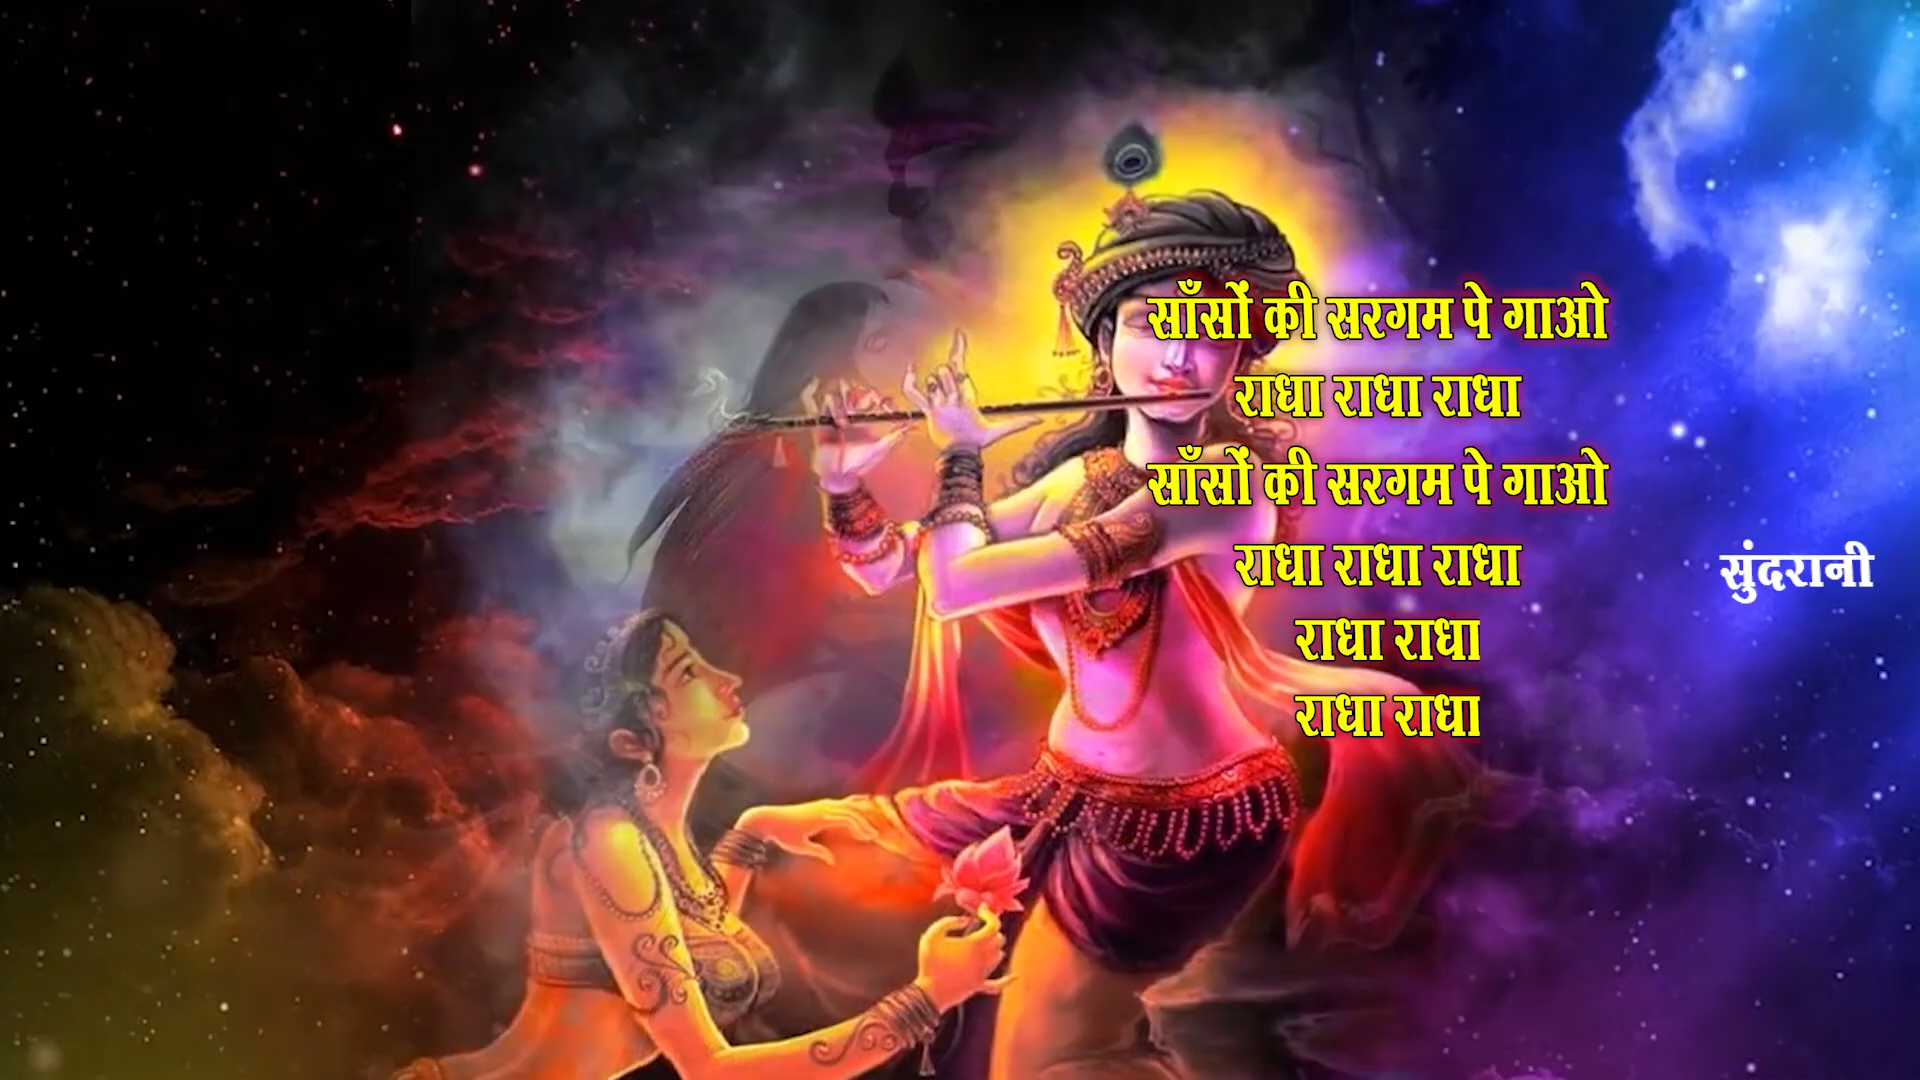 साँसों की सरगम पे गाओ
राधा राधा राधा
साँसों की सरगम पे गाओ
राधा राधा राधा
राधा राधा
राधा राधा
सुंदरानी